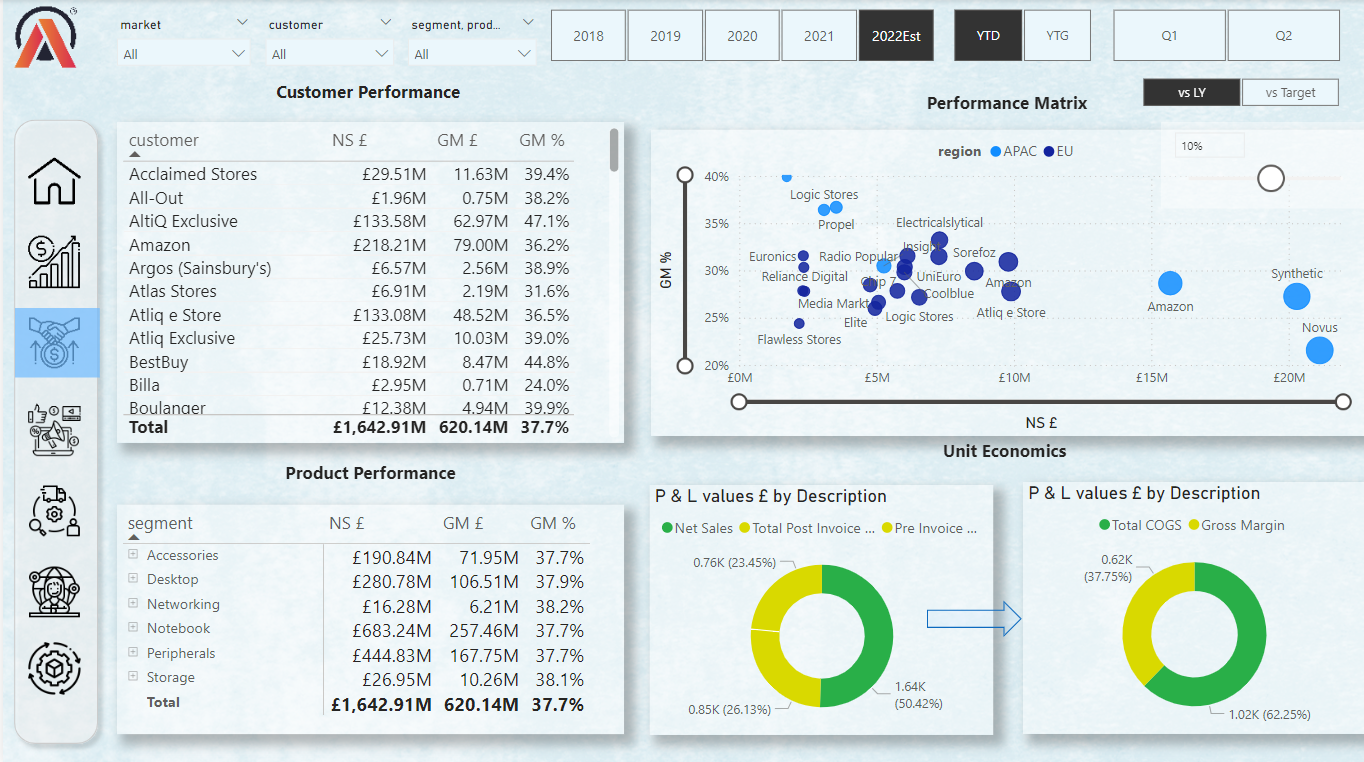 market
customer
segment, prod...
All
All
All
2018
2019
2020
2021
2022Est
YTD
YTG
Q1
Q2
vs LY
vs Target
Customer Performance
customer NS £ GM £ GM %
Acclaimed Stores £29.51M 11.63M 39.4%
All-Out £1.96M 0.75M 38.2%
AltiQ Exclusive £133.58M 62.97M 47.1%
Amazon £218.21M 79.00M 36.2%
Argos (Sainsbury's) £6.57M 2.56M 38.9%
Atlas Stores £6.91M 2.19M 31.6%
Atliq e Store £133.08M 48.52M 36.5%
Atliq Exclusive £25.73M 10.03M 39.0%
BestBuy £18.92M 8.47M 44.8%
Billa £2.95M 0.71M 24.0%
Boulanger £12.38M 4.94M 39.9%
Total £1,642.91M 620.14M 37.7%
Performance Matrix
region APAC EU
10%
GM %
40%
35%
30%
25%
20%
Logic Stores
Propel
Electricalslytical
Insight
Euronics
Radio Popular
Sorefoz
Reliance Digital
Chip 7
UniEuro
Amazon
Coolblue
Media Markt
Elite
Logic Stores
Atliq e Store
Flawless Stores
Amazon
Synthetic
Novus
£0M £5M £10M £15M £20M
NS £
Product Performance
segment NS £ GM £ GM %
Accessories £190.84M 71.95M 37.7%
Desktop £280.78M 106.51M 37.9%
Networking £16.28M 6.21M 38.2%
Notebook £683.24M 257.46M 37.7%
Peripherals £444.83M 167.75M 37.7%
Storage £26.95M 10.26M 38.1%
Total £1,642.91M 620.14M 37.7%
Unit Economics
P & L values £ by Description
Net Sales Total Post Invoice ... Pre Invoice ...
0.76K (23.45%)
0.85K (26.13%)
1.64K
(50.42%)
P & L values £ by Description
Total COGS Gross Margin
0.62K
(37.75%)
1.02K (62.25%)